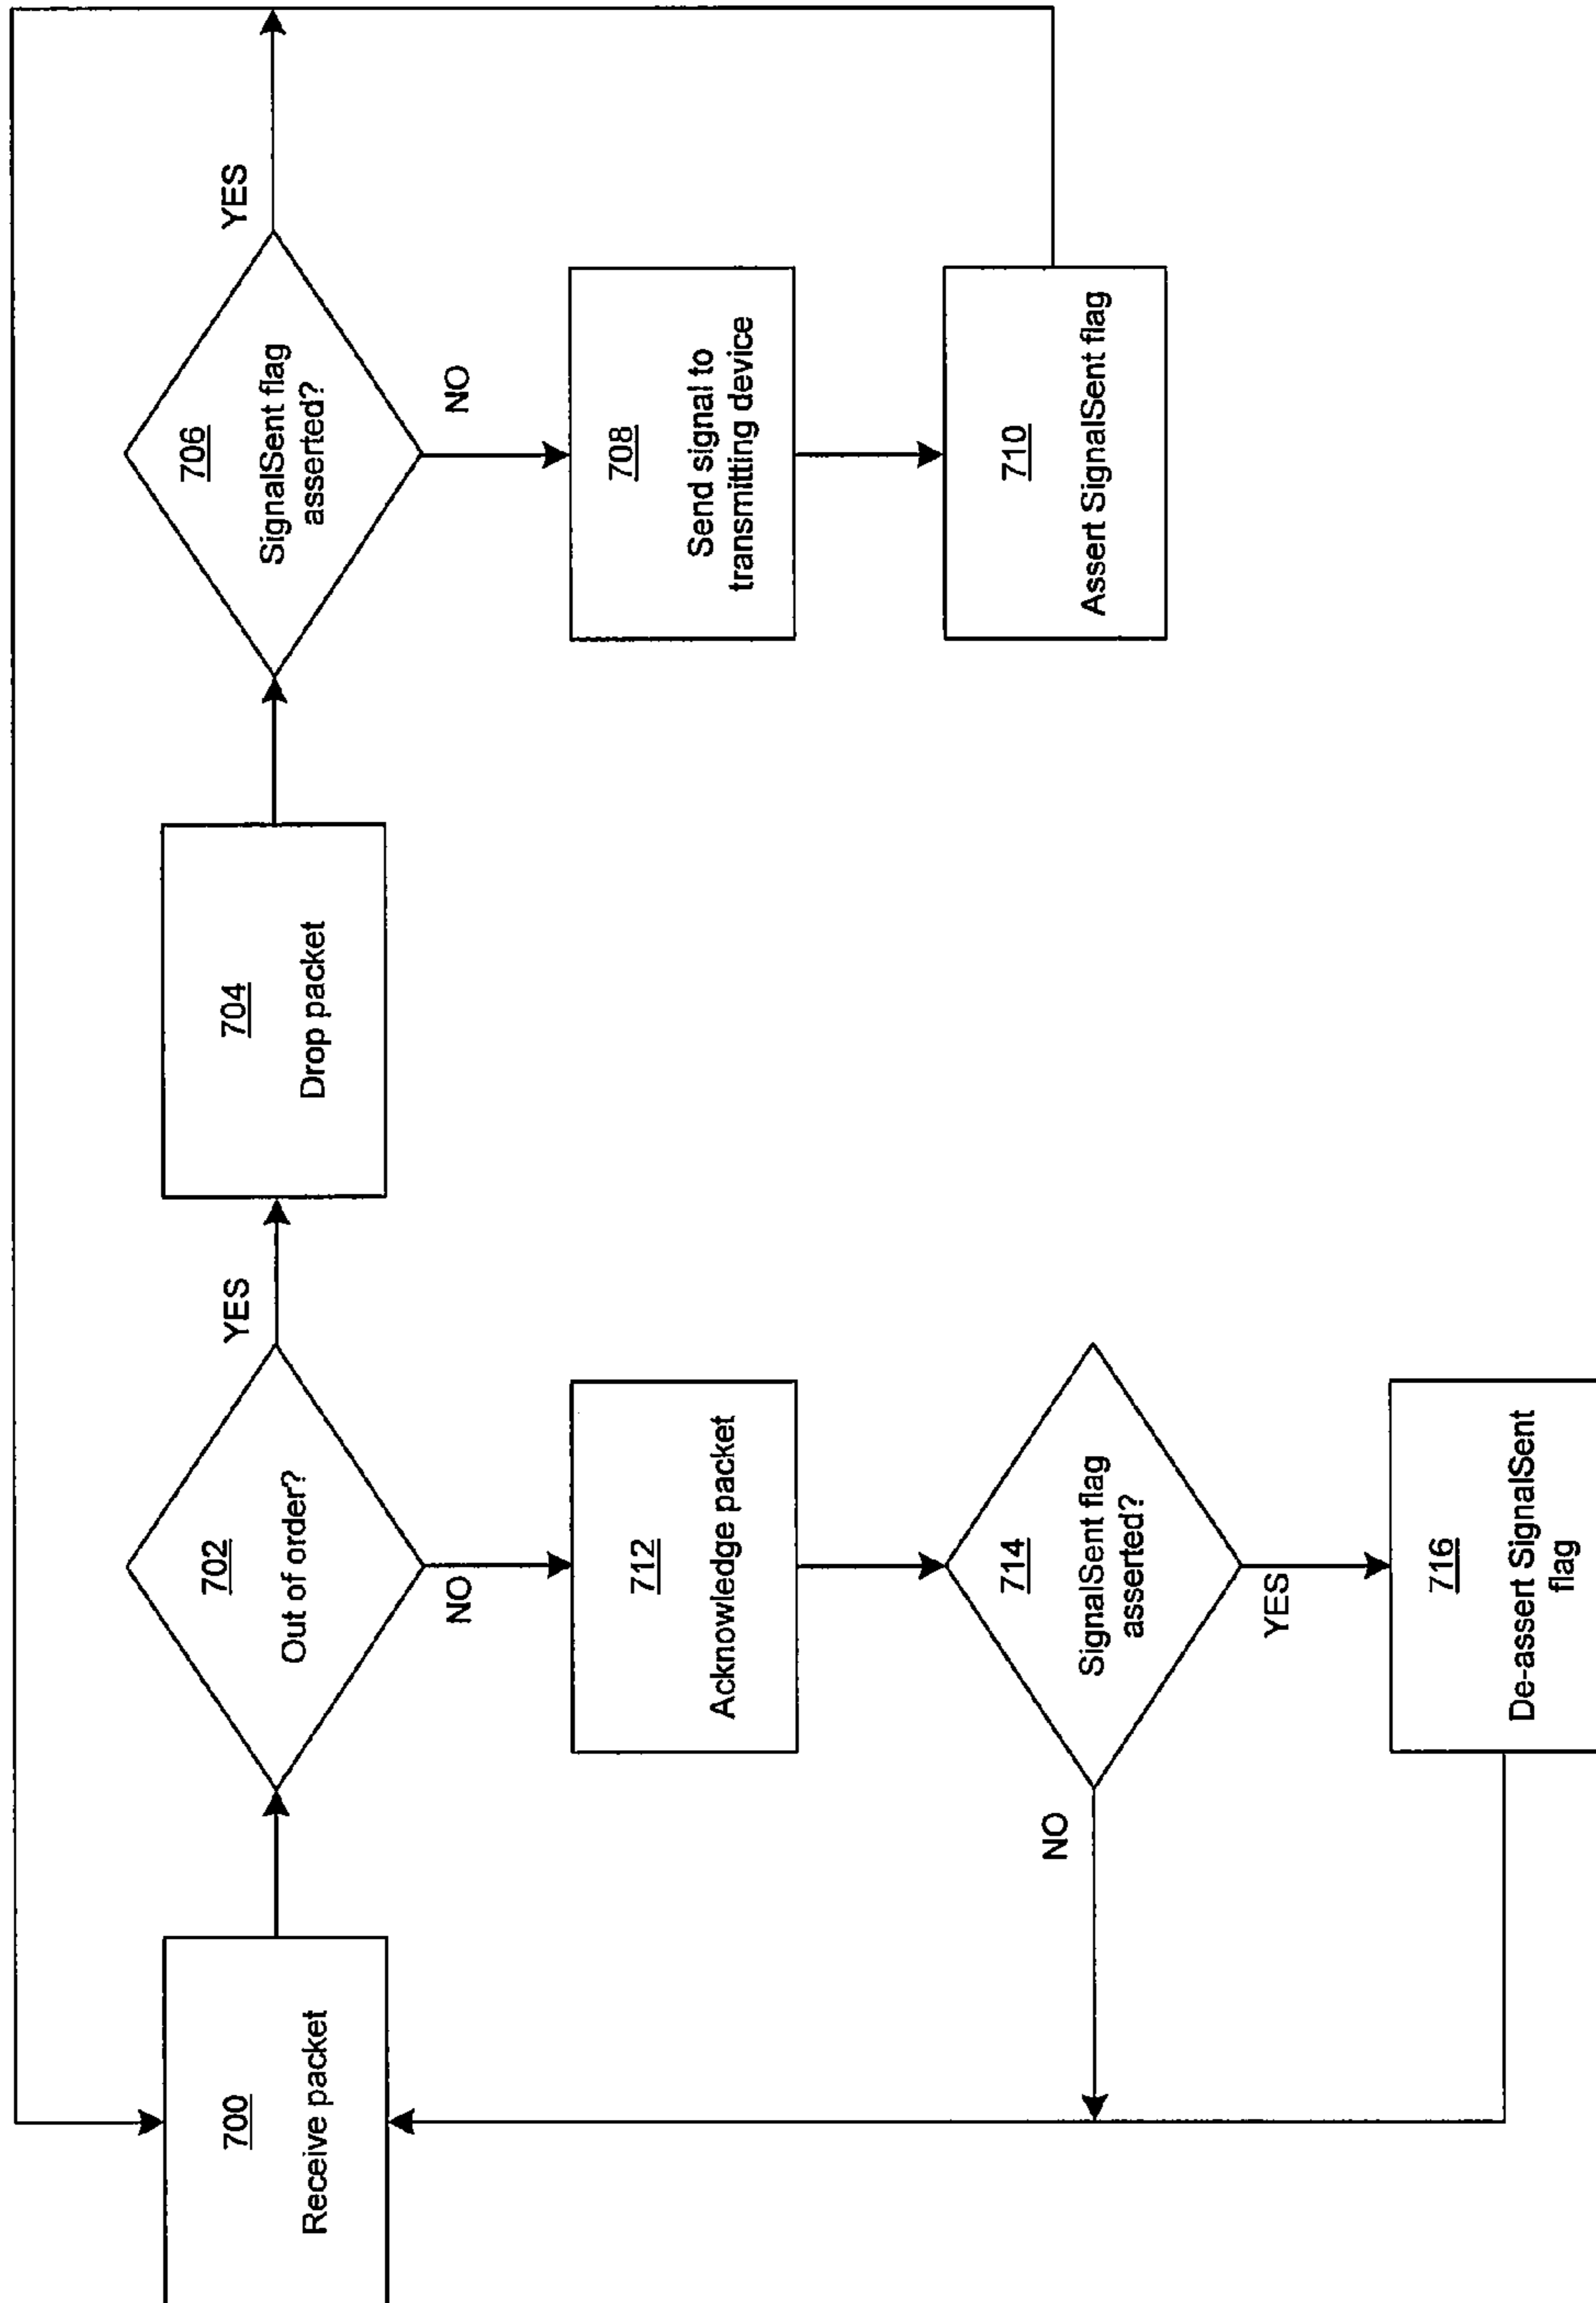 700
Receive packet
702
Out of order?
YES
704
Drop packet
706
SignalSent flag
asserted?
YES
NO
708
Send signal to
transmitting device
710
Assert SignalSent flag
NO
712
Acknowledge packet
714
SignalSent flag
asserted?
NO
YES
716
De-assert SignalSent
flag